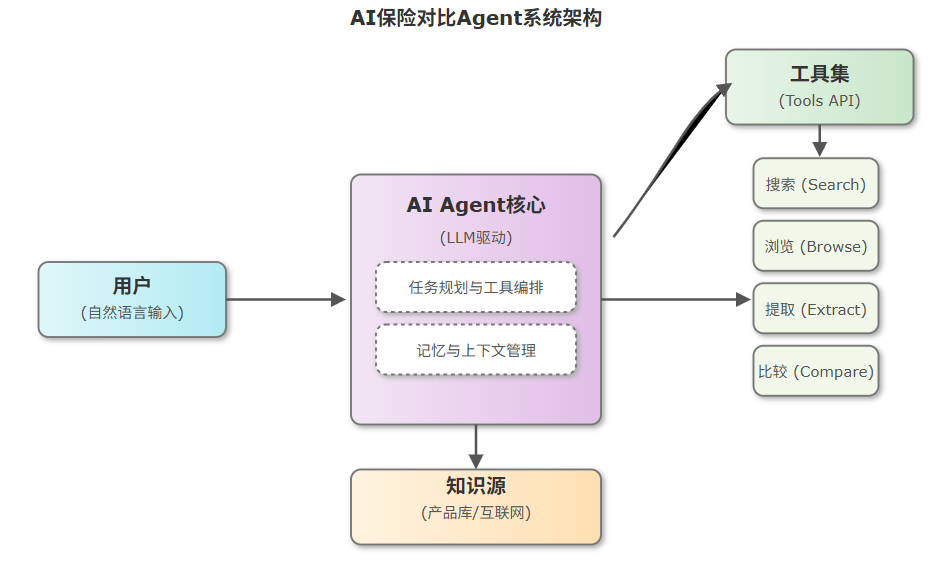 AI保险对比Agent系统架构
工具集
(Tools API)
搜索 (Search)
浏览 (Browse)
提取 (Extract)
比较 (Compare)
AI Agent核心
(LLM驱动)
任务规划与工具编排
记忆与上下文管理
用户
(自然语言输入)
知识源
(产品库/互联网)